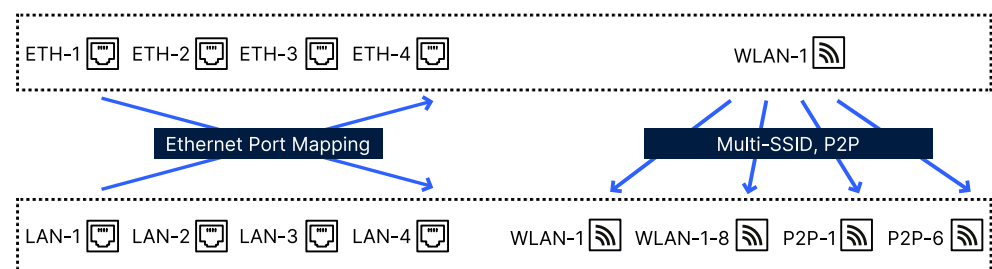 ETH-1 ETH-2 ETH-3 ETH-4 WLAN-1
Ethernet Port Mapping Multi-SSID, P2P
LAN-1 LAN-2 LAN-3 LAN-4 WLAN-1 WLAN-1-8 P2P-1 P2P-6